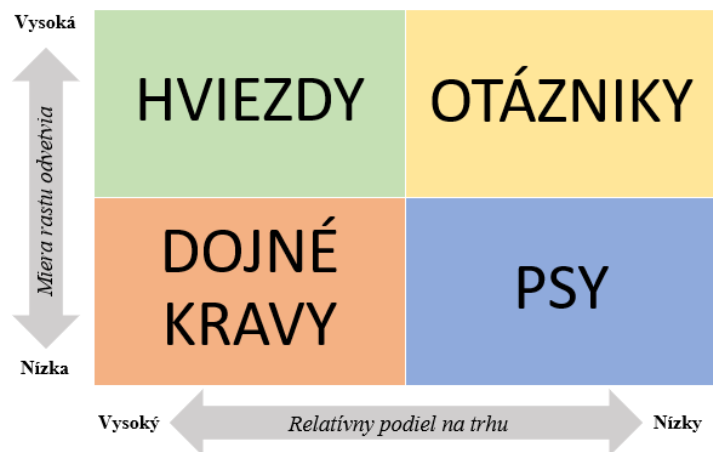 Vysoká
HVIEZDY
OTÁZNIKY
Miera rastu odvetvia
DOJNÉ
KRAVY
PSY
Nízka
Vysoký
Relatívny podiel na trhu
Nízky